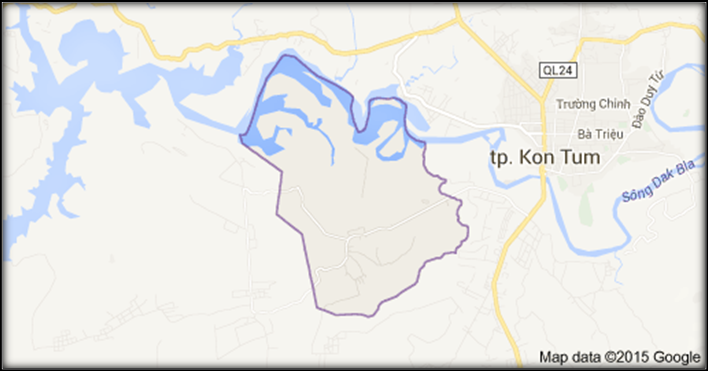 QL24
Trường Chinh
Đào Duy Từ
Bà Triệu
tp. Kon Tum
Sông Dak Bla
Map data ©2015 Google